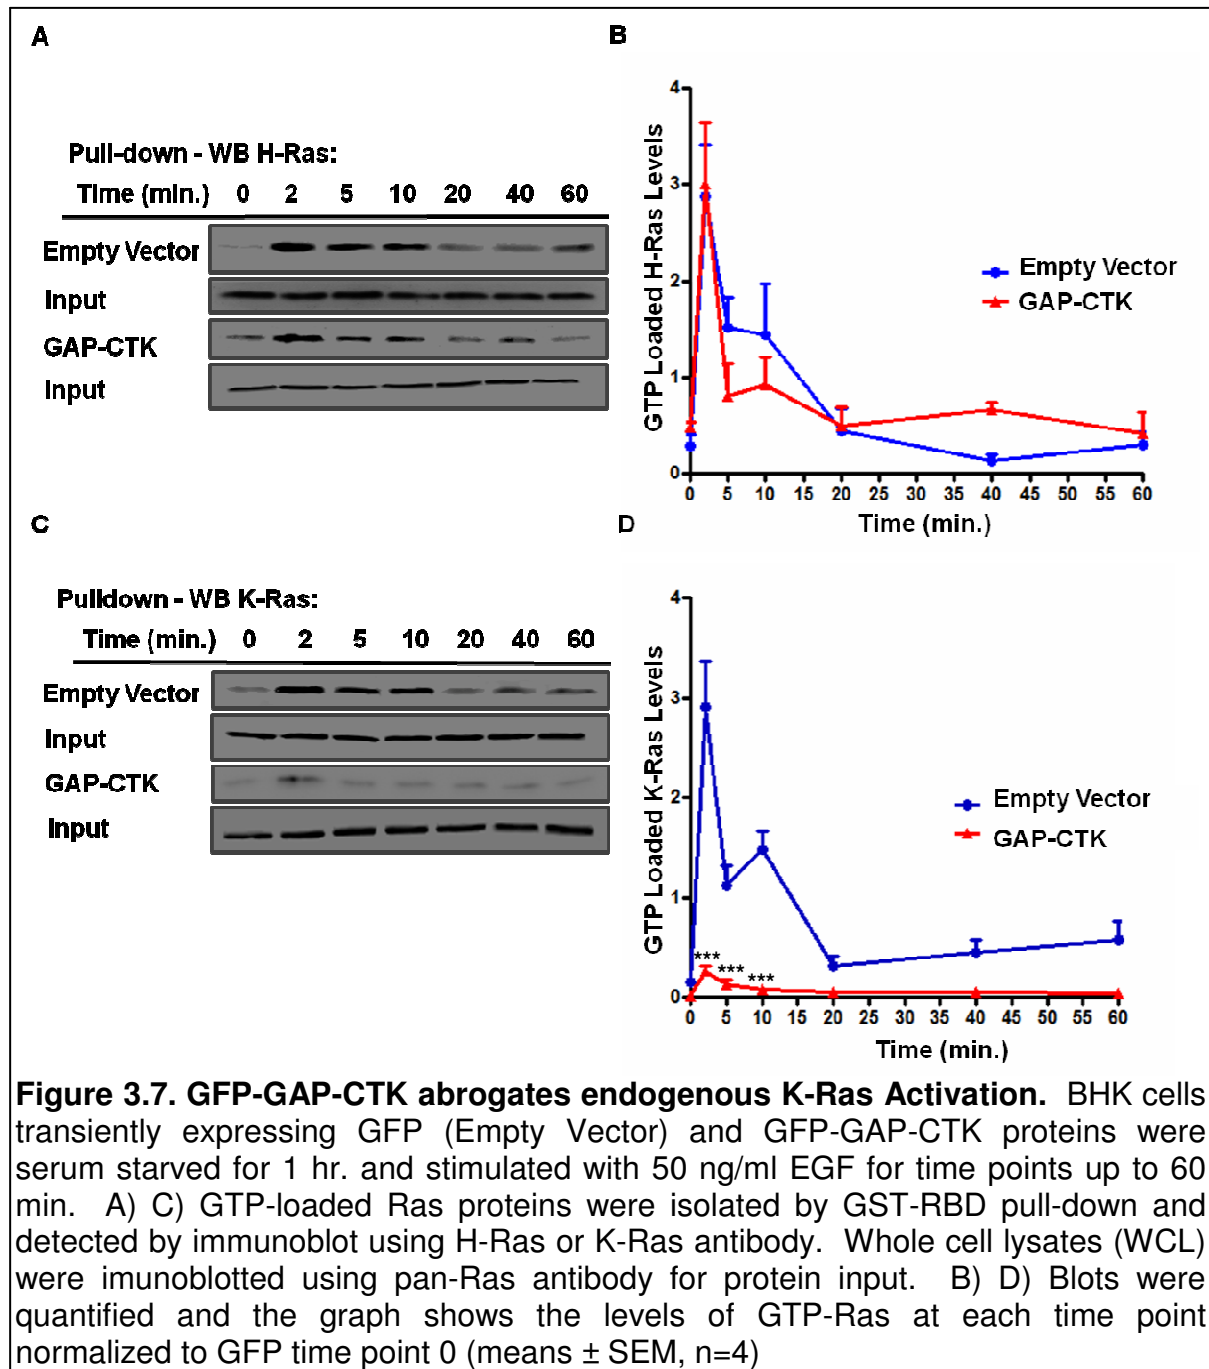 A
Pull-down - WB H-Ras:
Time (min.) 0 2 5 10 20 40 60
Empty Vector
Input
GAP-CTK
Input
B
GTP Loaded H-Ras Levels
4
3
2
1
0
Empty Vector
GAP-CTK
0 5 10 15 20 25 30 35 40 45 50 55 60
Time (min.)
C
Pulldown - WB K-Ras:
Time (min.) 0 2 5 10 20 40 60
Empty Vector
Input
GAP-CTK
Input
D
GTP Loaded K-Ras Levels
4
3
2
1
0
Empty Vector
GAP-CTK
*** *** ***
0 5 10 15 20 25 30 35 40 45 50 55 60
Time (min.)
Figure 3.7. GFP-GAP-CTK abrogates endogenous K-Ras Activation. BHK cells
transiently expressing GFP (Empty Vector) and GFP-GAP-CTK proteins were
serum starved for 1 hr. and stimulated with 50 ng/ml EGF for time points up to 60
min. A) C) GTP-loaded Ras proteins were isolated by GST-RBD pull-down and
detected by immunoblot using H-Ras or K-Ras antibody. Whole cell lysates (WCL)
were imunoblotted using pan-Ras antibody for protein input. B) D) Blots were
quantified and the graph shows the levels of GTP-Ras at each time point
normalized to GFP time point 0 (means ± SEM, n=4)